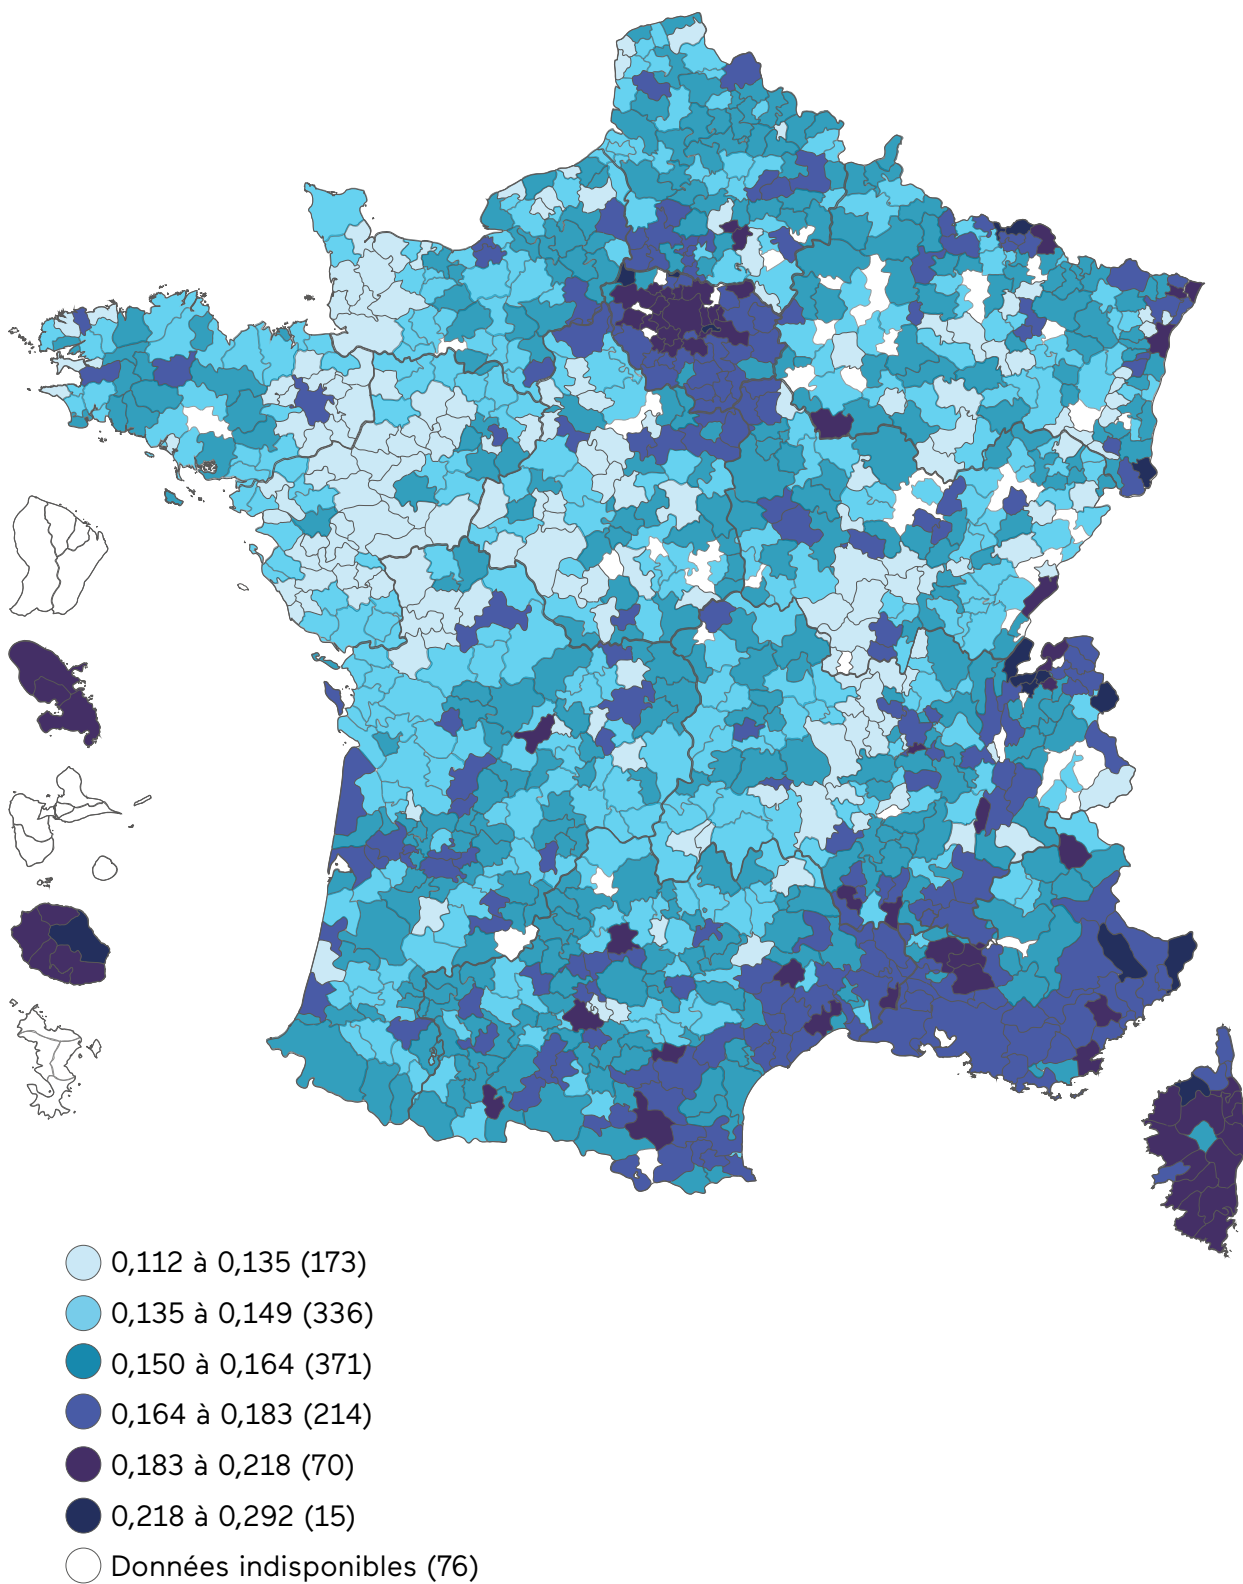 0,112 à 0,135 (173)
0,135 à 0,149 (336)
0,150 à 0,164 (371)
0,164 à 0,183 (214)
0,183 à 0,218 (70)
0,218 à 0,292 (15)
Données indisponibles (76)